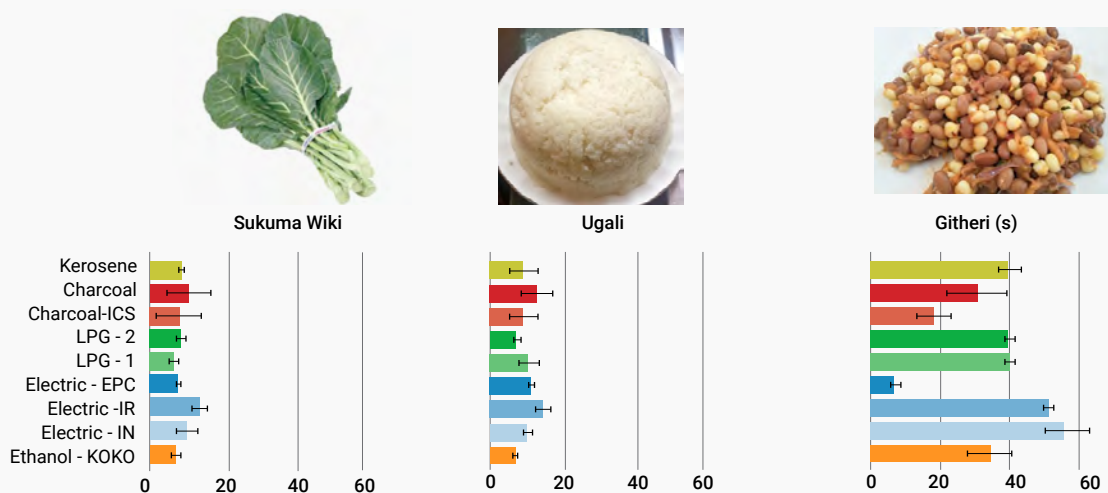 Sukuma Wiki
Ugali
Githeri (s)
Kerosene
Charcoal
Charcoal-ICS
LPG - 2
LPG - 1
Electric - EPC
Electric -IR
Electric - IN
Ethanol - KOKO
0 20 40 60
0 20 40 60
0 20 40 60